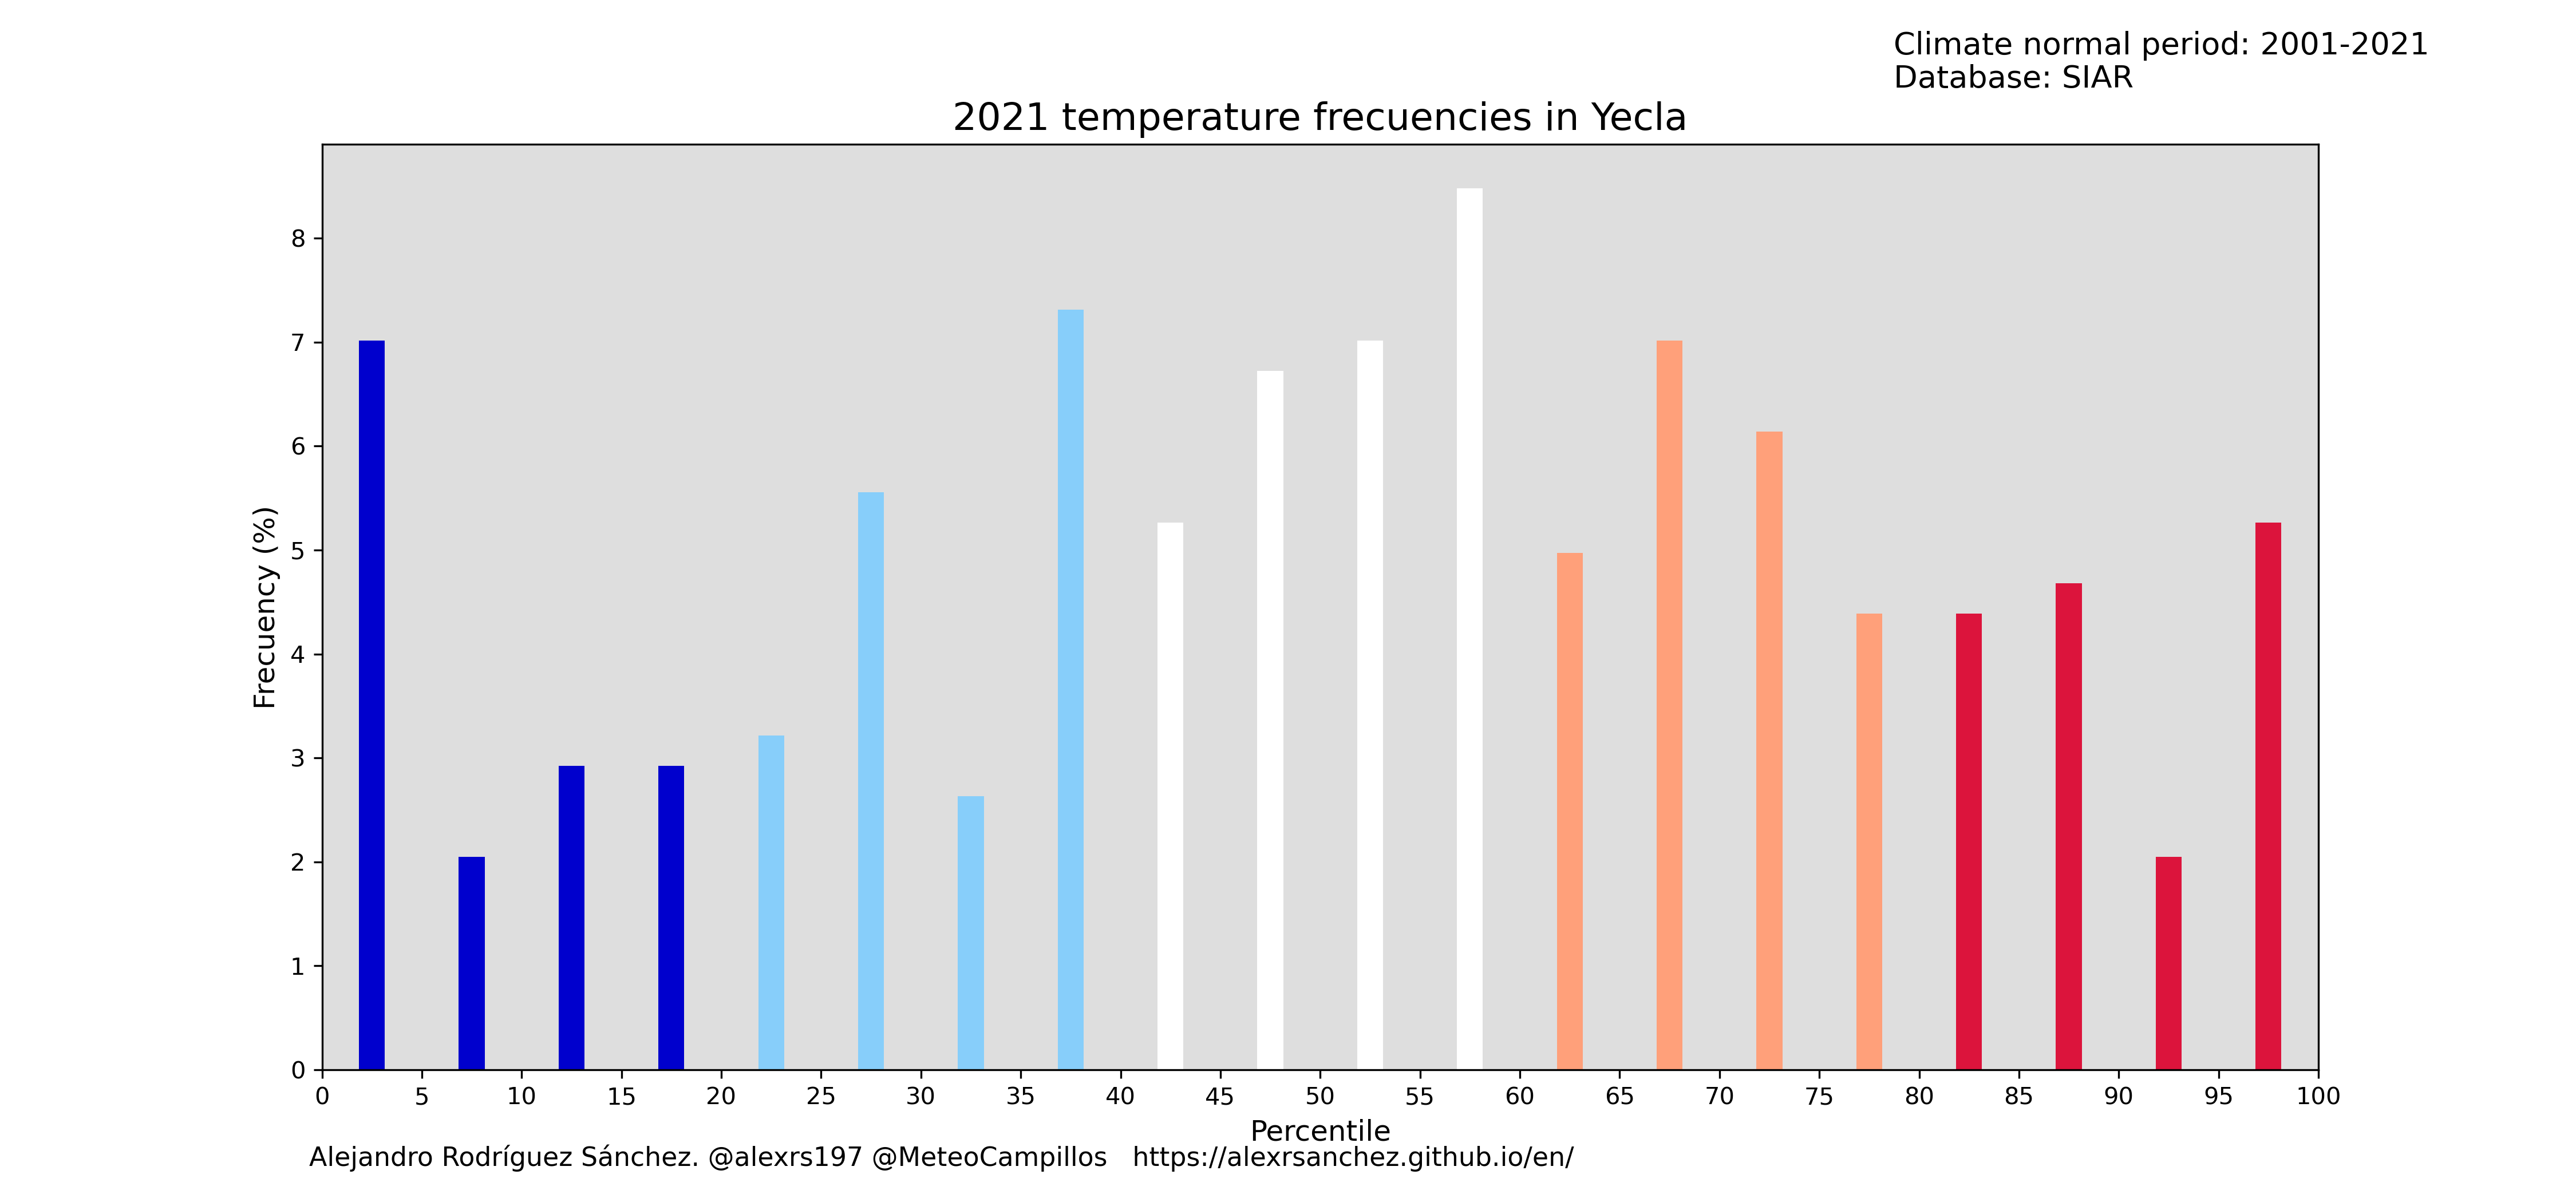 Climate normal period: 2001-2021
Database: SIAR
2021 temperature frecuencies in Yecla
Frecuency (%)
8
7
6
5
4
3
2
1
0
0 5 10 15 20 25 30 35 40 45 50 55 60 65 70 75 80 85 90 95 100
Percentile
Alejandro Rodríguez Sánchez. @alexrs197 @MeteoCampillos https://alexrsanchez.github.io/en/